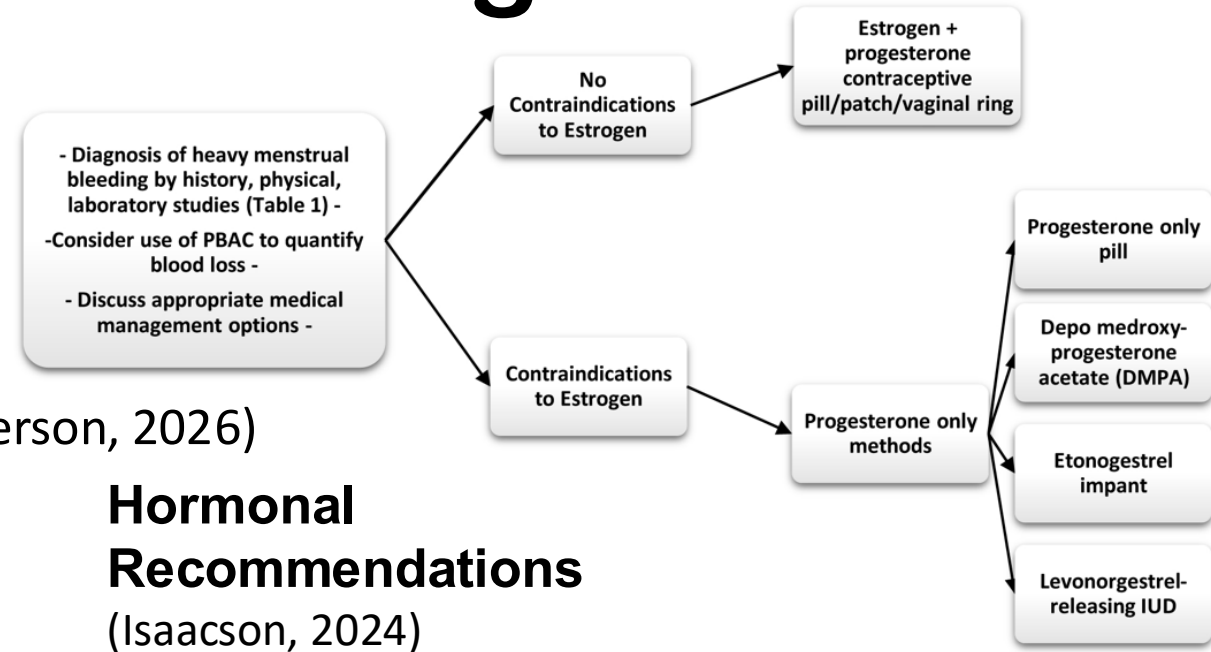 - Diagnosis of heavy menstrual
bleeding by history, physical,
laboratory studies (Table 1) -
-Consider use of PBAC to quantify
blood loss -
- Discuss appropriate medical
management options -
No
Contraindications
to Estrogen
Estrogen +
progesterone
contraceptive
pill/patch/vaginal ring
Contraindications
to Estrogen
Progesterone only
methods
Progesterone only
pill
Depo medroxy-
progesterone
acetate (DMPA)
Etonogestrel
impant
Levonorgestrel-
releasing IUD
erson, 2026)
Hormonal
Recommendations
(Isaacson, 2024)